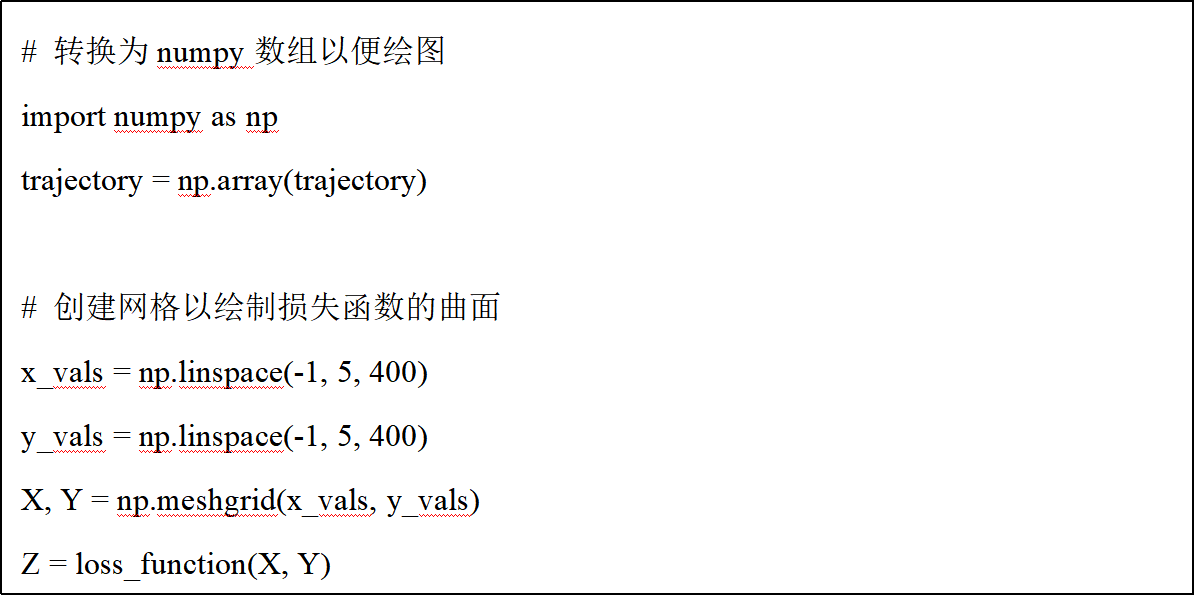 # 转换为 numpy 数组以便绘图
import numpy as np
trajectory = np.array(trajectory)
# 创建网格以绘制损失函数的曲面
x_vals = np.linspace(-1, 5, 400)
y_vals = np.linspace(-1, 5, 400)
X, Y = np.meshgrid(x_vals, y_vals)
Z = loss_function(X, Y)